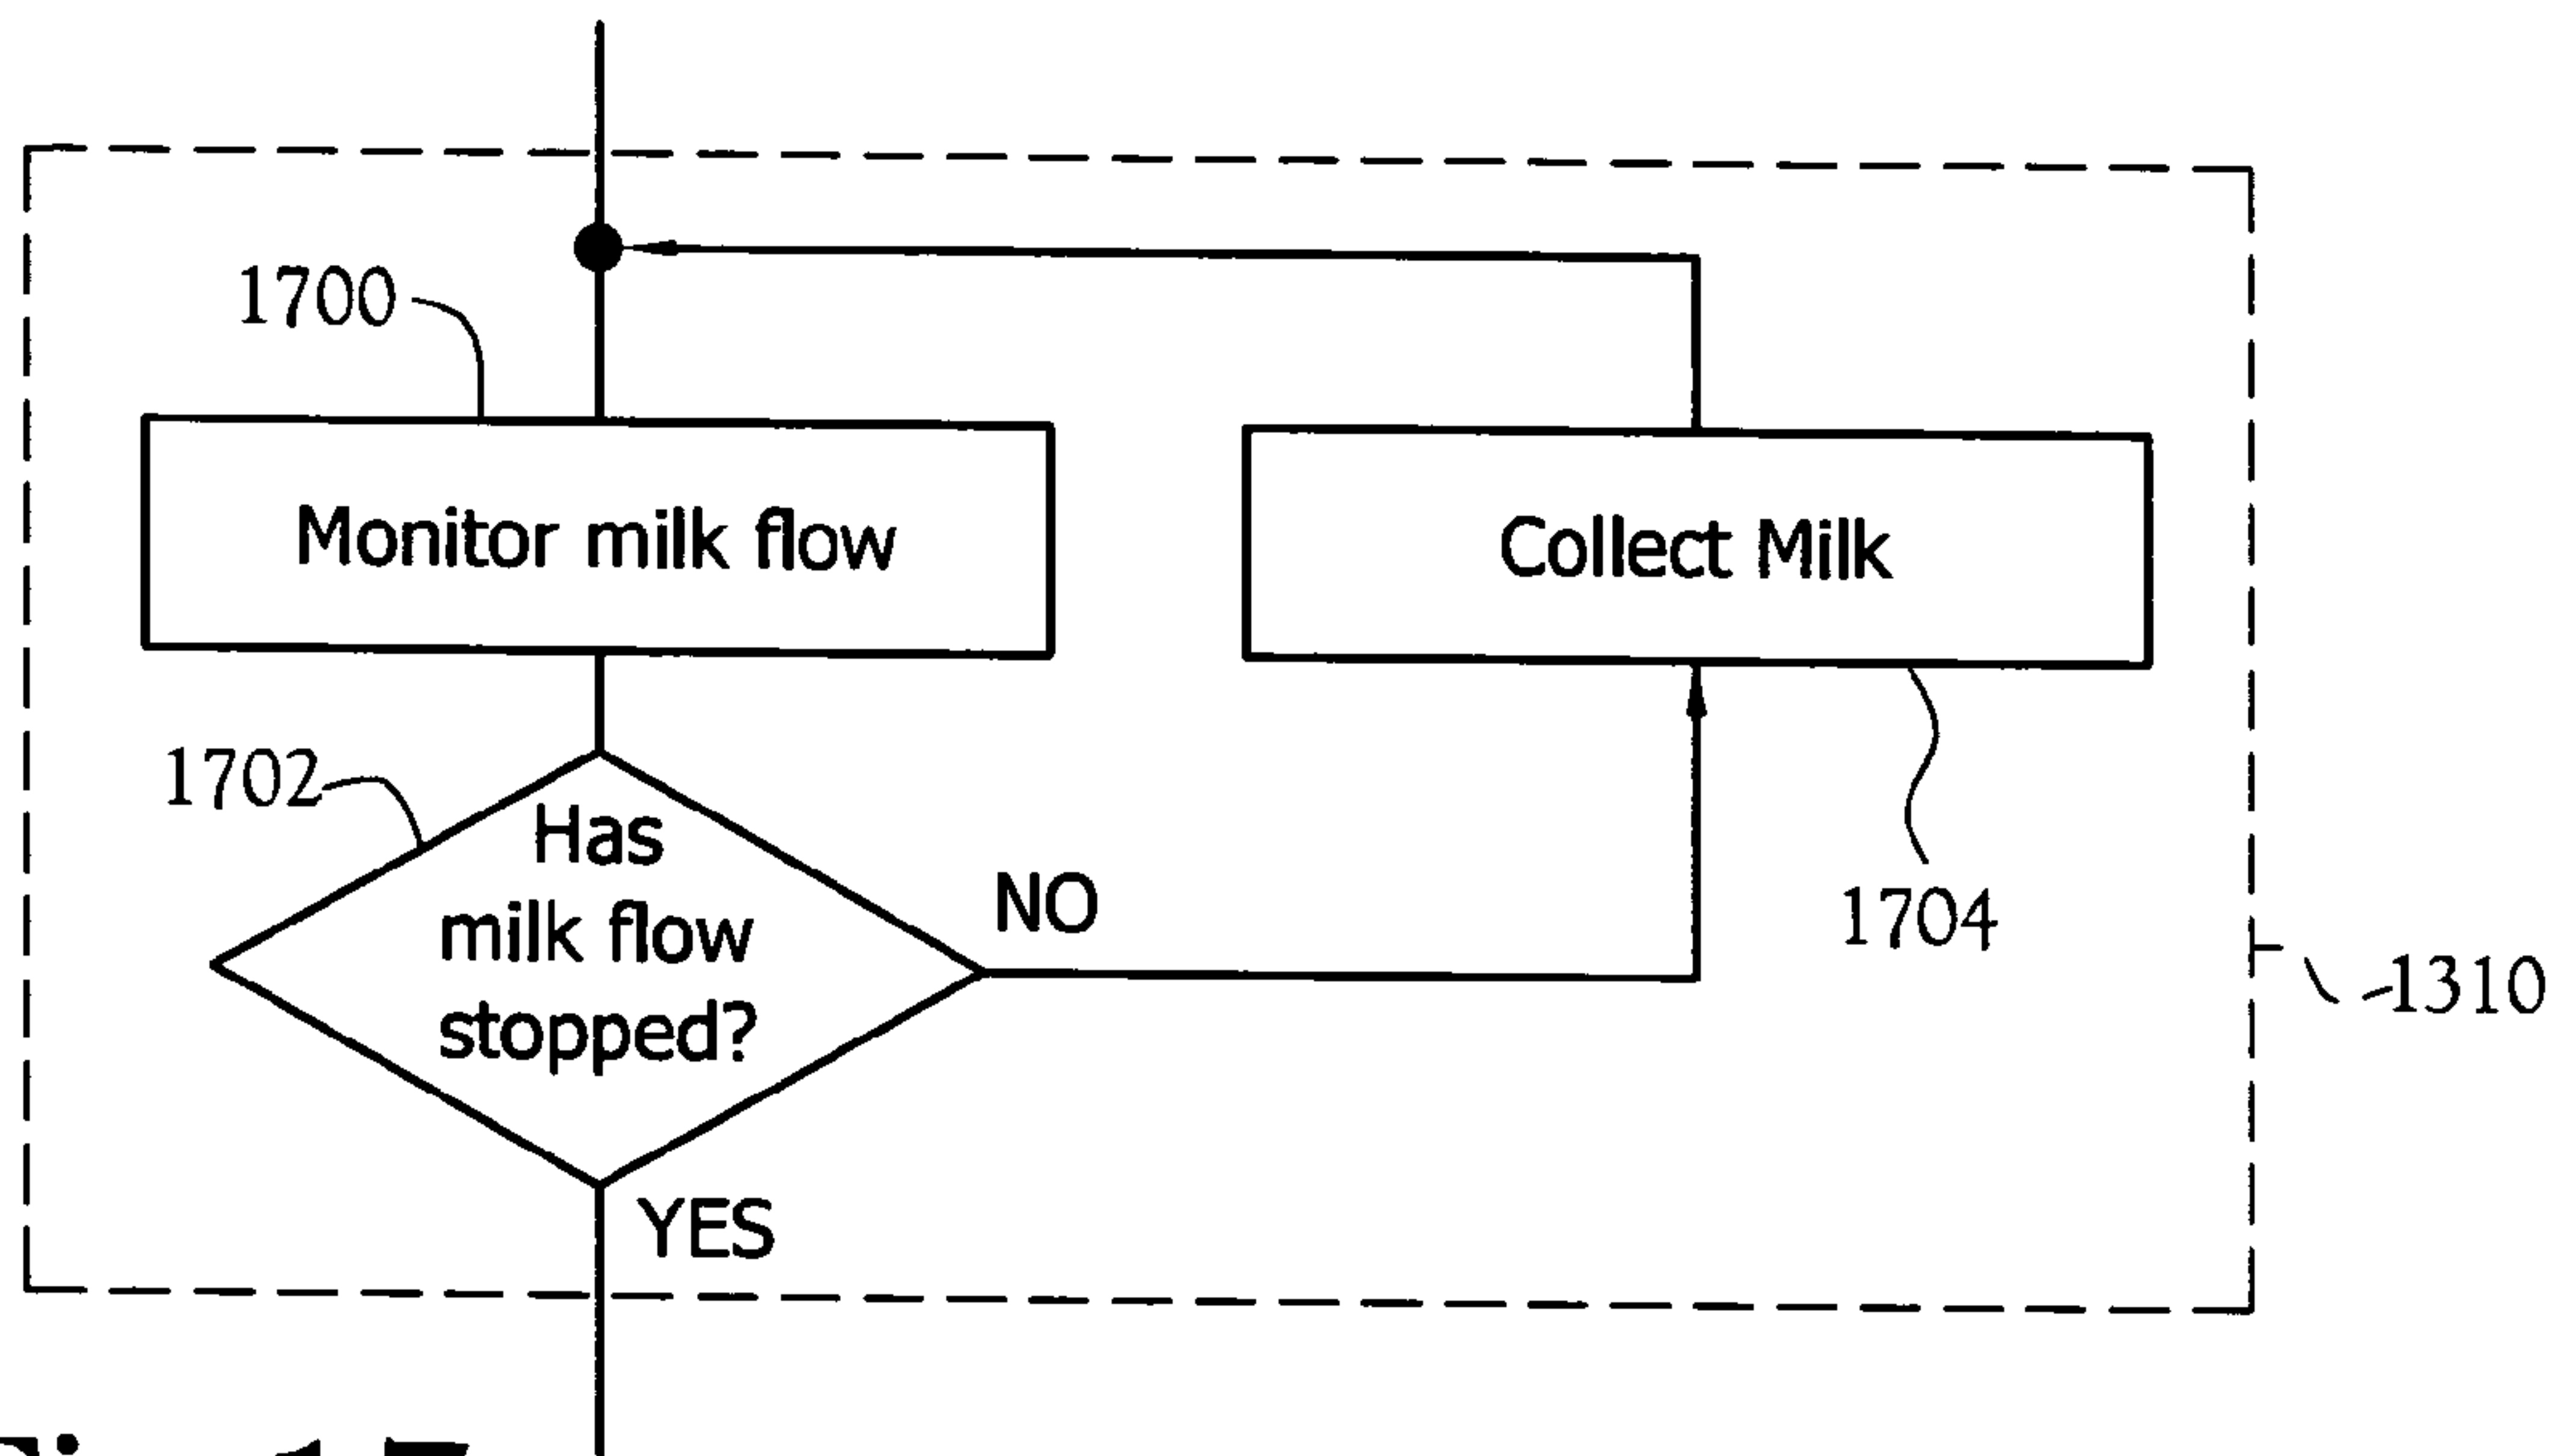 1700
Monitor milk flow
Collect Milk
1702
Has
milk flow
stopped?
NO
1704
1310
YES